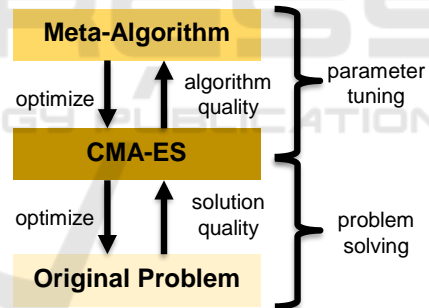 Meta-Algorithm
optimize
algorithm
quality
parameter
tuning
CMA-ES
optimize
solution
quality
problem
solving
Original Problem